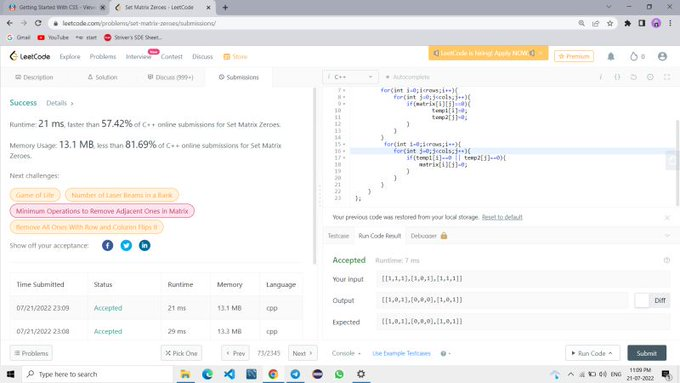 Getting Started With CSS - View
Set Matrix Zeroes - LeetCode
leetcode.com/problems/set-matrix-zeroes/submissions/
Gmail
YouTube
start
Striver's SDE Sheet...
LeetCode
Explore
Problems
Interview
New
Contest
Discuss
Store
LeetCode is hiring! Apply NOW.
Premium
0
Description
Solution
Discuss (999+)
Submissions
C++
Autocomplete
Success
Details >
Runtime: 21 ms, faster than 57.42% of C++ online submissions for Set Matrix Zeroes.
Memory Usage: 13.1 MB, less than 81.69% of C++ online submissions for Set Matrix
Zeroes.
Next challenges:
Game of Life
Number of Laser Beams in a Bank
Minimum Operations to Remove Adjacent Ones in Matrix
Remove All Ones With Row and Column Flips II
Show off your acceptance:
Time Submitted
Status
Runtime
Memory
Language
07/21/2022 23:09
Accepted
21 ms
13.1 MB
cpp
07/21/2022 23:08
Accepted
29 ms
13.3 MB
cpp
7 for(int i=0;i<rows;i++){
8 for(int j=0;j<cols;j++){
9 if(matrix[i][j]==0){
10 temp1[i]=0;
11 temp2[j]=0;
12 }
13 }
14 }
15 for(int i=0;i<rows;i++){
16 for(int j=0;j<cols;j++){
17 if(temp1[i]==0 || temp2[j]==0){
18 matrix[i][j]=0;
19 }
20 }
21 }
22 }
23 };
Your previous code was restored from your local storage. Reset to default
Testcase
Run Code Result
Debugger
Accepted
Runtime: 7 ms
Your input
[[1,1,1],[1,0,1],[1,1,1]]
Output
[[1,0,1],[0,0,0],[1,0,1]]
Diff
Expected
[[1,0,1],[0,0,0],[1,0,1]]
Problems
Pick One
< Prev
73/2345
Next >
Console
Use Example Testcases
Run Code
Submit
Type here to search
ENG
11:09 PM
21-07-2022